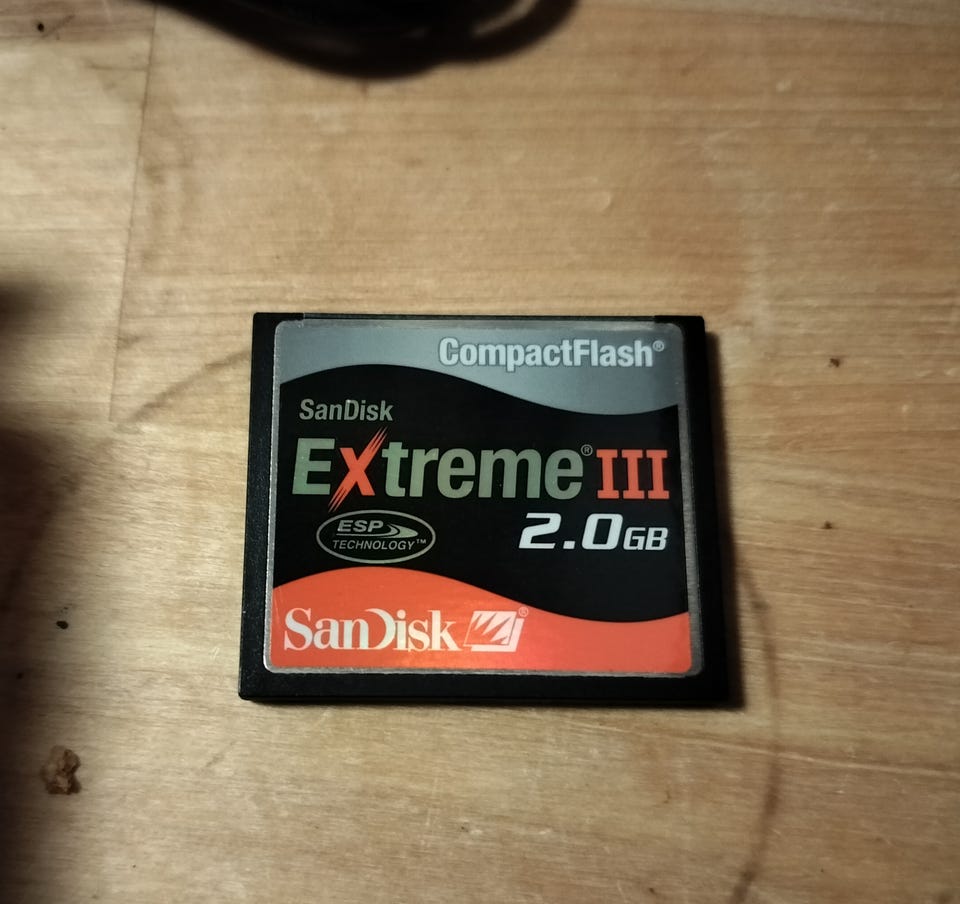 CompactFlash®
SanDisk
Extreme® III
ESP
TECHNOLOGY™
2.0GB
SanDisk®